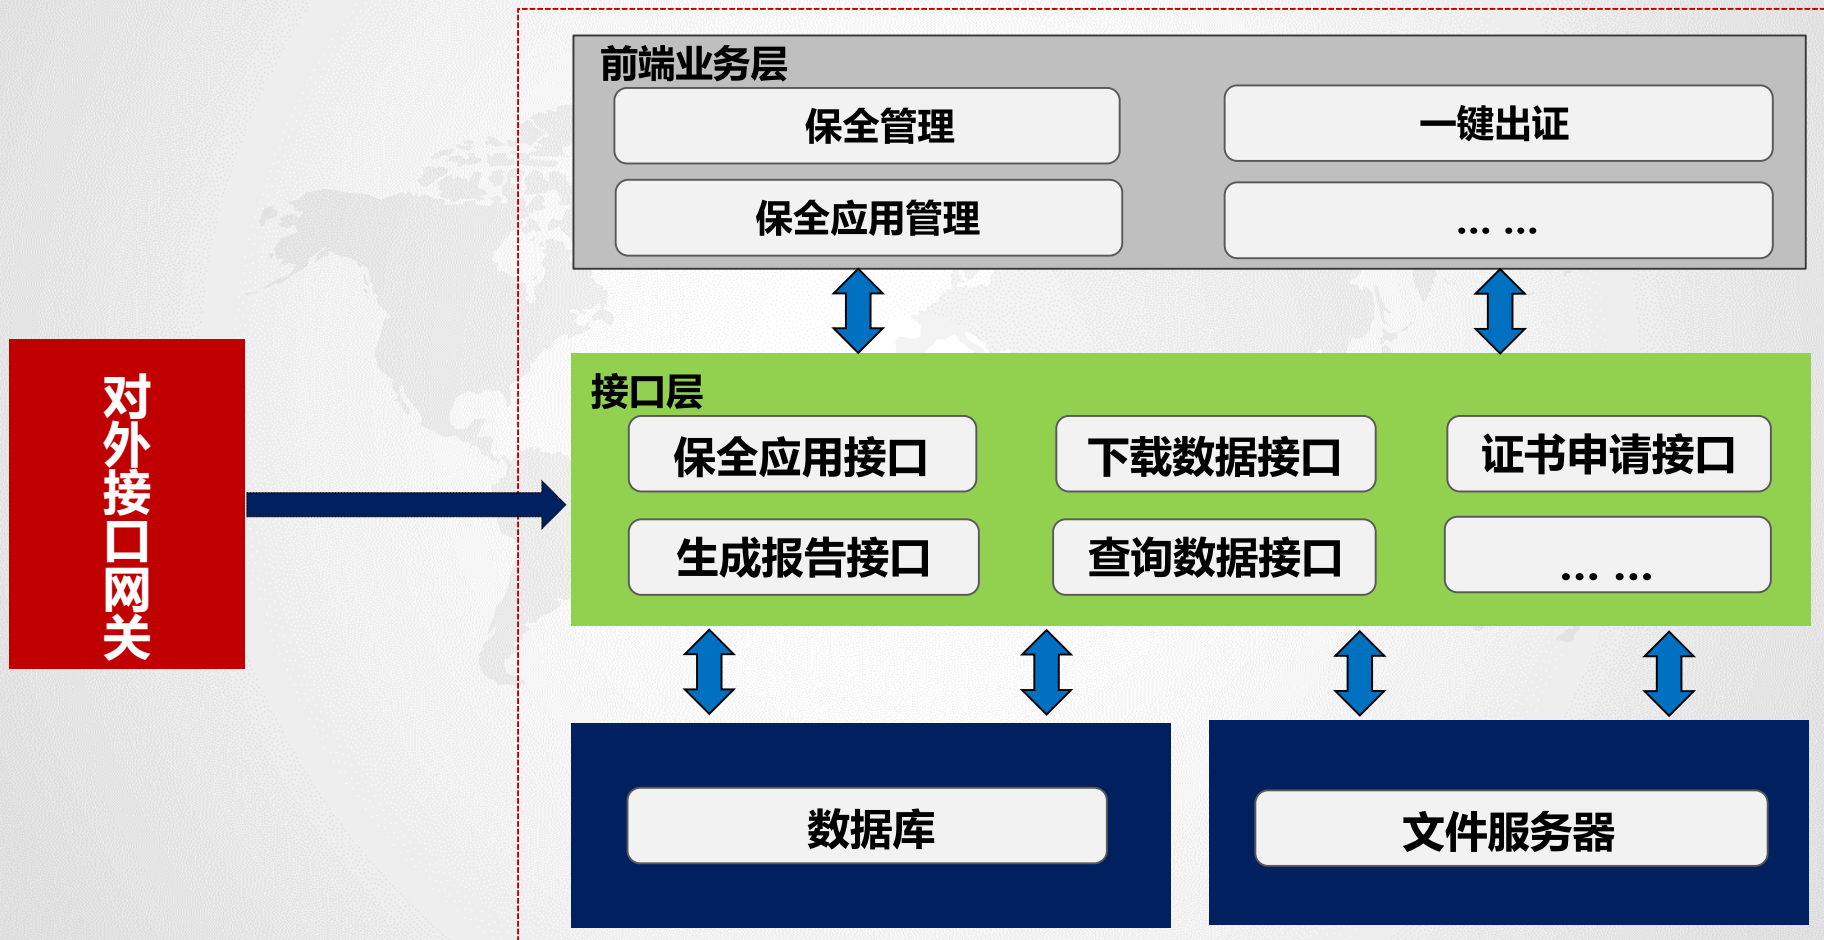 前端业务层
保全管理
一键出证
保全应用管理
... ...
对外接口网关
接口层
保全应用接口
下载数据接口
证书申请接口
生成报告接口
查询数据接口
... ...
数据库
文件服务器